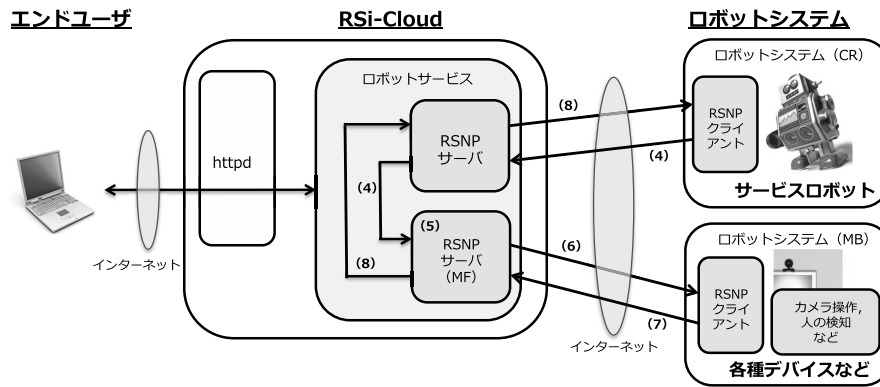 エンドユーザ
RSi-Cloud
ロボットシステム
ロボットサービス
httpd
RSNP
サーバ
(4)
(5)
RSNP
サーバ
(MF)
(8)
インターネット
(8)
(4)
(6)
(7)
インターネット
ロボットシステム（CR）
RSNP
クライ
アント
サービスロボット
ロボットシステム（MB）
RSNP
クライ
アント
カメラ操作,
人の検知
など
各種デバイスなど